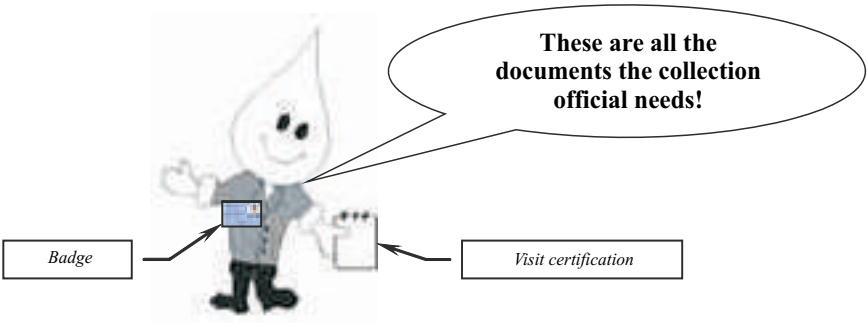 These are all the
documents the collection
official needs!
Badge
Visit certification